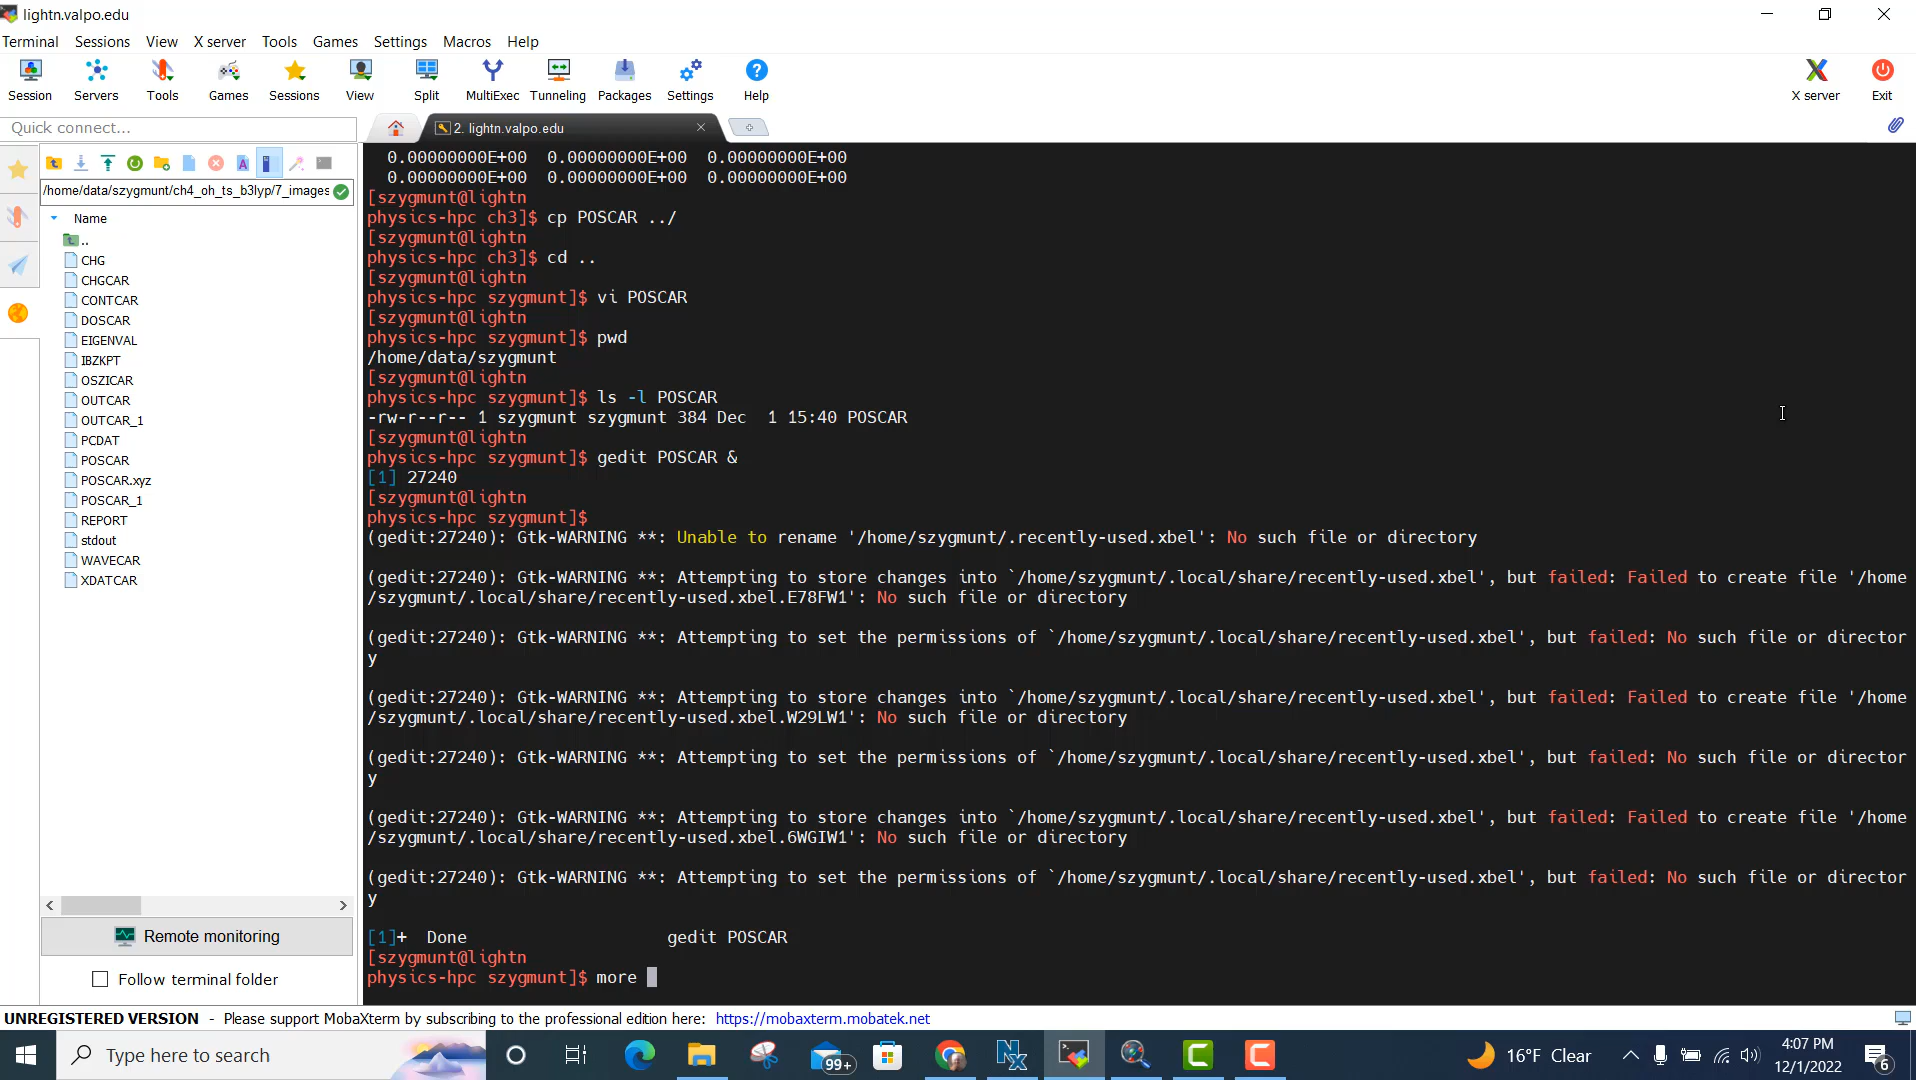 lightn.valpo.edu
Terminal Sessions View X server Tools Games Settings Macros Help
Session Servers Tools Games Sessions View Split MultiExec Tunneling Packages Settings Help X server Exit
Quick connect...
2. lightn.valpo.edu
/home/data/szygmunt/ch4_oh_ts_b3lyp/7_images
Name
..
CHG
CHGCAR
CONTCAR
DOSCAR
EIGENVAL
IBZKPT
OSZICAR
OUTCAR
OUTCAR_1
PCDAT
POSCAR
POSCAR.xyz
POSCAR_1
REPORT
stdout
WAVECAR
XDATCAR
Remote monitoring
Follow terminal folder
0.00000000E+00 0.00000000E+00 0.00000000E+00
0.00000000E+00 0.00000000E+00 0.00000000E+00
[szygmunt@lightn
physics-hpc ch3]$ cp POSCAR ../
[szygmunt@lightn
physics-hpc ch3]$ cd ..
[szygmunt@lightn
physics-hpc szygmunt]$ vi POSCAR
[szygmunt@lightn
physics-hpc szygmunt]$ pwd
/home/data/szygmunt
[szygmunt@lightn
physics-hpc szygmunt]$ ls -l POSCAR
-rw-r--r-- 1 szygmunt szygmunt 384 Dec  1 15:40 POSCAR
[szygmunt@lightn
physics-hpc szygmunt]$ gedit POSCAR &
[1] 27240
[szygmunt@lightn
physics-hpc szygmunt]$
(gedit:27240): Gtk-WARNING **: Unable to rename '/home/szygmunt/.recently-used.xbel': No such file or directory
(gedit:27240): Gtk-WARNING **: Attempting to store changes into `/home/szygmunt/.local/share/recently-used.xbel', but failed: Failed to create file '/home
/szygmunt/.local/share/recently-used.xbel.E78FW1': No such file or directory
(gedit:27240): Gtk-WARNING **: Attempting to set the permissions of `/home/szygmunt/.local/share/recently-used.xbel', but failed: No such file or director
y
(gedit:27240): Gtk-WARNING **: Attempting to store changes into `/home/szygmunt/.local/share/recently-used.xbel', but failed: Failed to create file '/home
/szygmunt/.local/share/recently-used.xbel.W29LW1': No such file or directory
(gedit:27240): Gtk-WARNING **: Attempting to set the permissions of `/home/szygmunt/.local/share/recently-used.xbel', but failed: No such file or director
y
(gedit:27240): Gtk-WARNING **: Attempting to store changes into `/home/szygmunt/.local/share/recently-used.xbel', but failed: Failed to create file '/home
/szygmunt/.local/share/recently-used.xbel.6WGIW1': No such file or directory
(gedit:27240): Gtk-WARNING **: Attempting to set the permissions of `/home/szygmunt/.local/share/recently-used.xbel', but failed: No such file or director
y
[1]+  Done                    gedit POSCAR
[szygmunt@lightn
physics-hpc szygmunt]$ more
UNREGISTERED VERSION - Please support MobaXterm by subscribing to the professional edition here: https://mobaxterm.mobatek.net
Type here to search
99+
16°F Clear
4:07 PM
12/1/2022
6